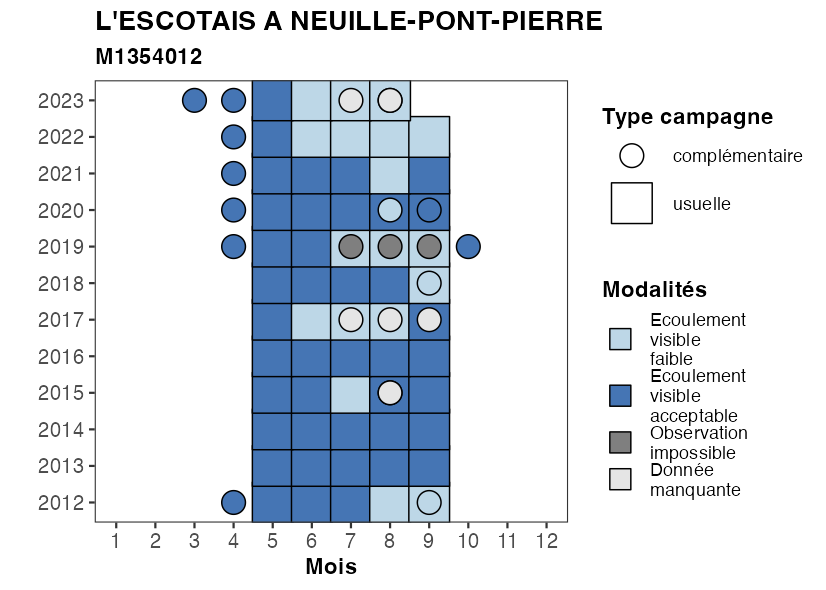 L'ESCOTAIS A NEUILLE-PONT-PIERRE
M1354012
2023
2022
2021
2020
2019
2018
2017
2016
2015
2014
2013
2012
1 2 3 4 5 6 7 8 9 10 11 12
Mois
Type campagne
complémentaire
usuelle
Modalités
Ecoulement
visible
faible
Ecoulement
visible
acceptable
Observation
impossible
Donnée
manquante